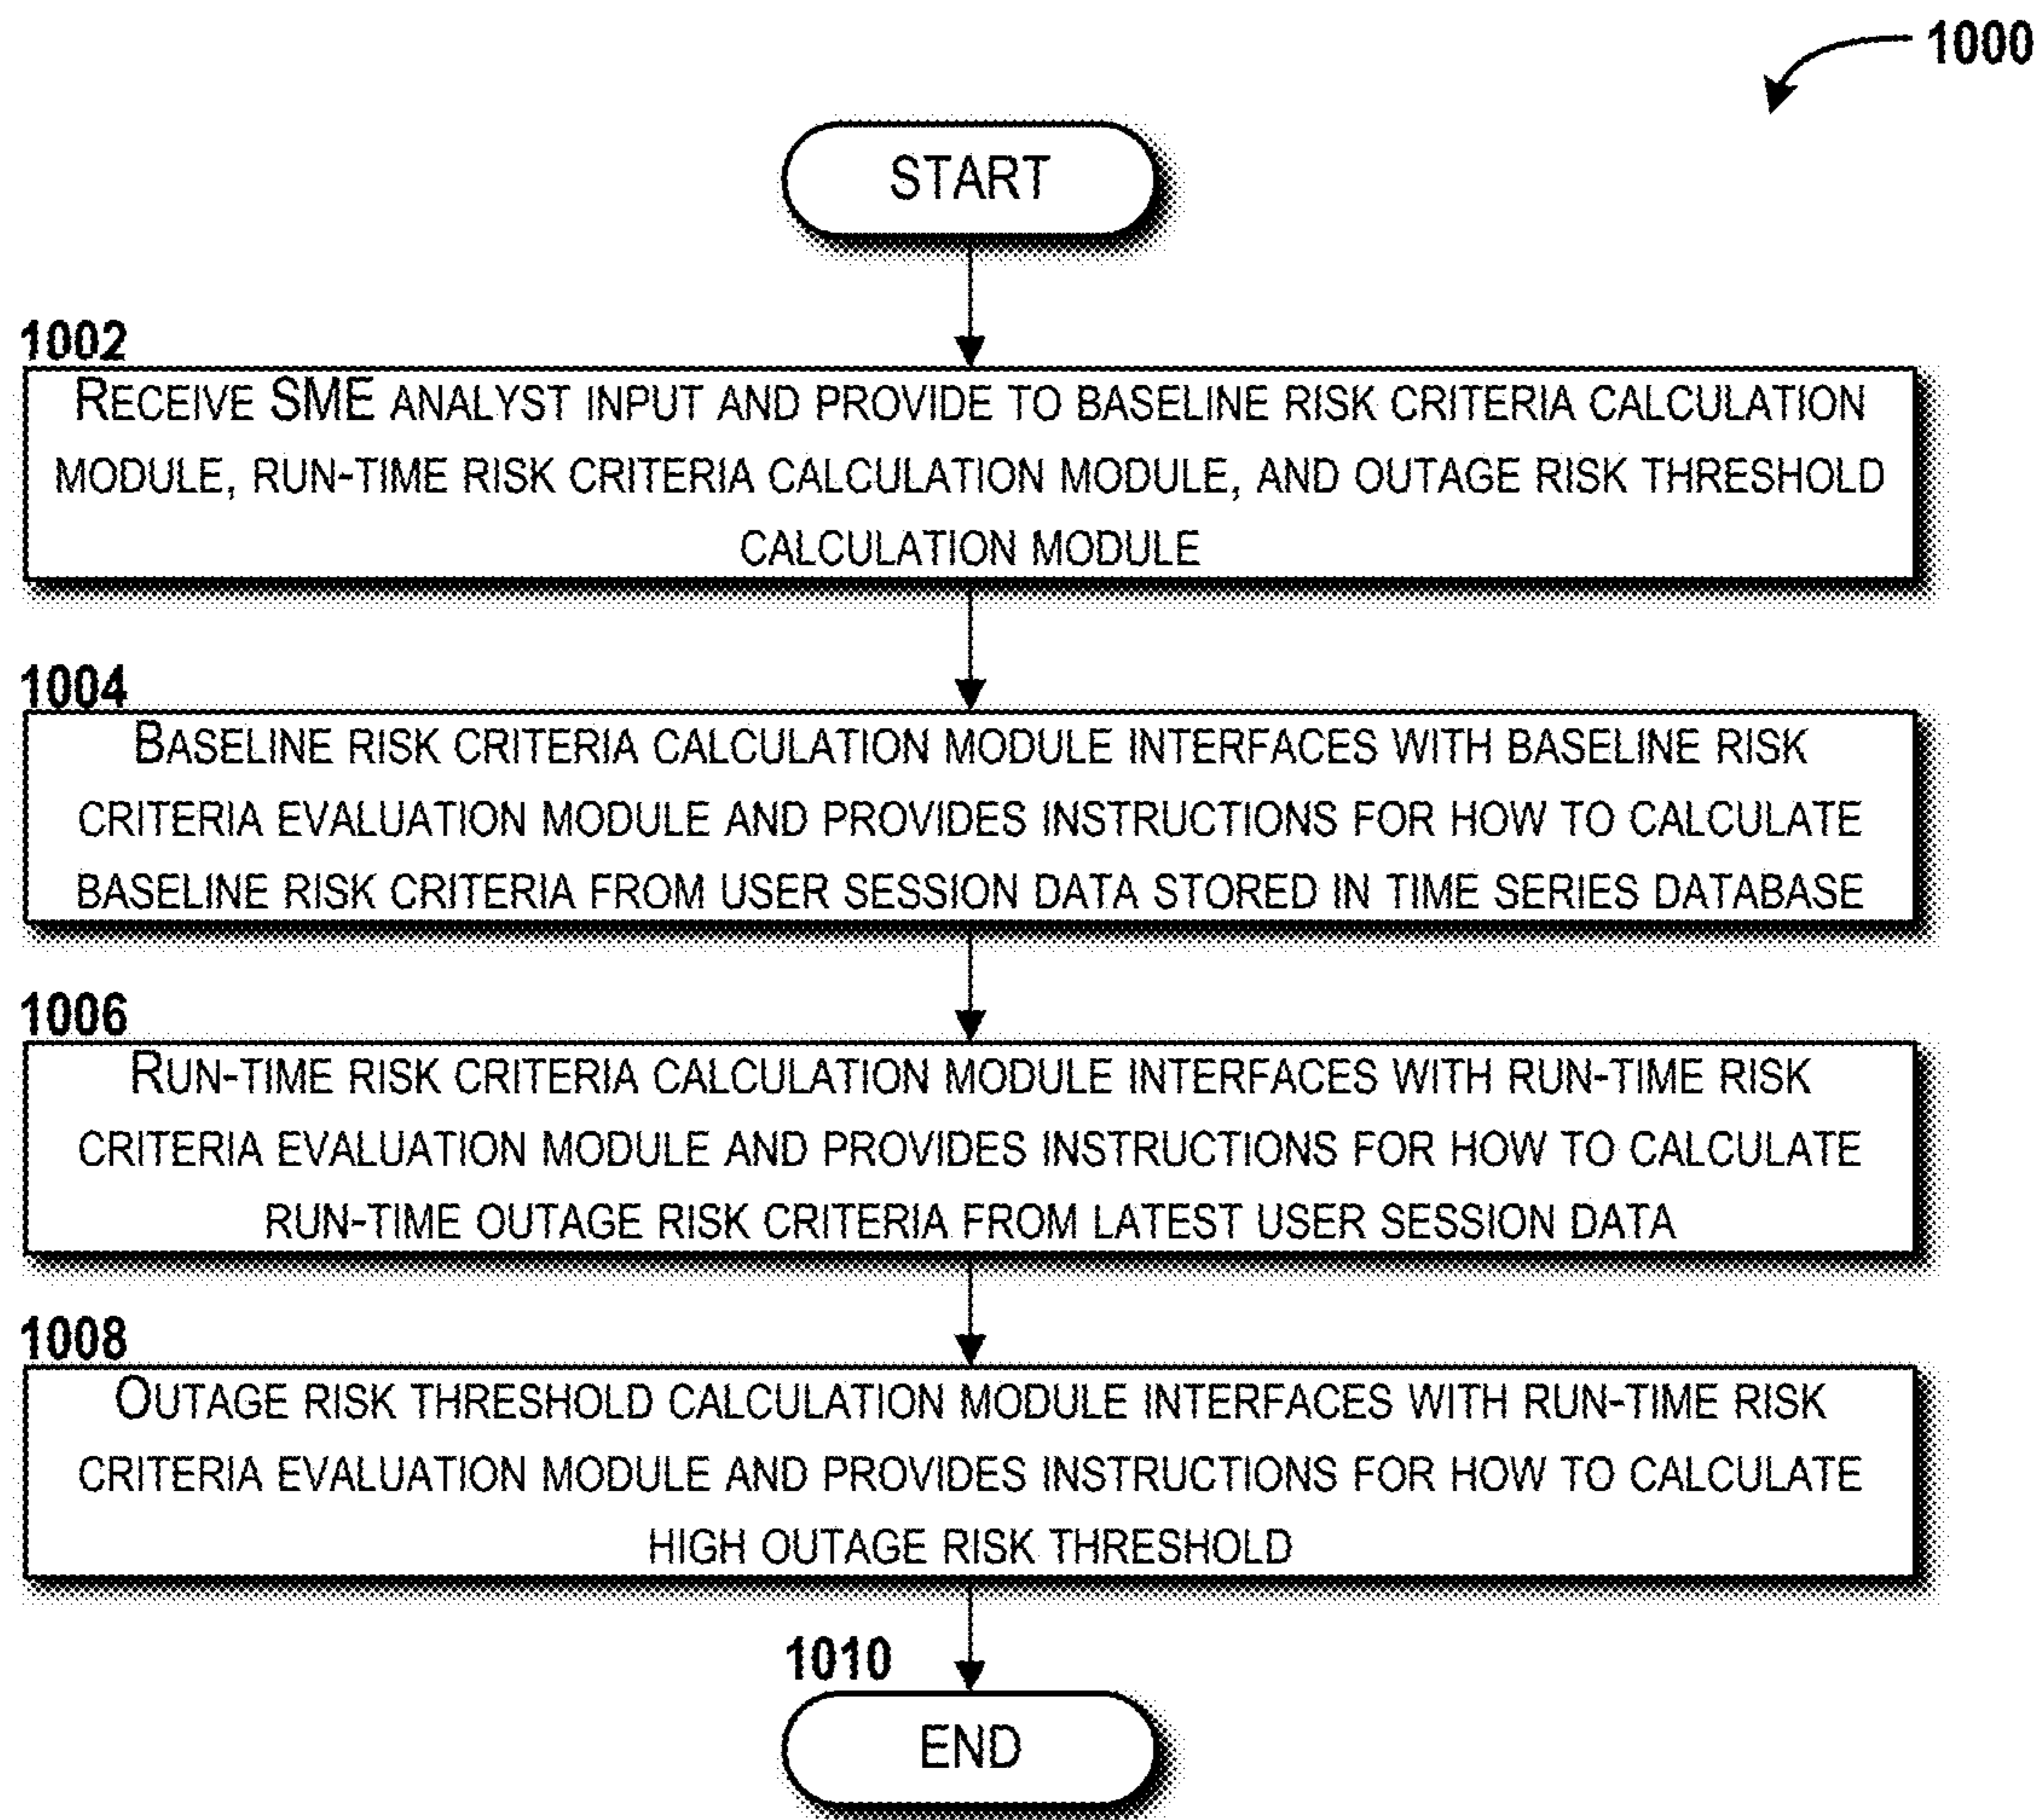 1000
START
1002
RECEIVE SME ANALYST INPUT AND PROVIDE TO BASELINE RISK CRITERIA CALCULATION
MODULE, RUN-TIME RISK CRITERIA CALCULATION MODULE, AND OUTAGE RISK THRESHOLD
CALCULATION MODULE
1004
BASELINE RISK CRITERIA CALCULATION MODULE INTERFACES WITH BASELINE RISK
CRITERIA EVALUATION MODULE AND PROVIDES INSTRUCTIONS FOR HOW TO CALCULATE
BASELINE RISK CRITERIA FROM USER SESSION DATA STORED IN TIME SERIES DATABASE
1006
RUN-TIME RISK CRITERIA CALCULATION MODULE INTERFACES WITH RUN-TIME RISK
CRITERIA EVALUATION MODULE AND PROVIDES INSTRUCTIONS FOR HOW TO CALCULATE
RUN-TIME OUTAGE RISK CRITERIA FROM LATEST USER SESSION DATA
1008
OUTAGE RISK THRESHOLD CALCULATION MODULE INTERFACES WITH RUN-TIME RISK
CRITERIA EVALUATION MODULE AND PROVIDES INSTRUCTIONS FOR HOW TO CALCULATE
HIGH OUTAGE RISK THRESHOLD
1010
END